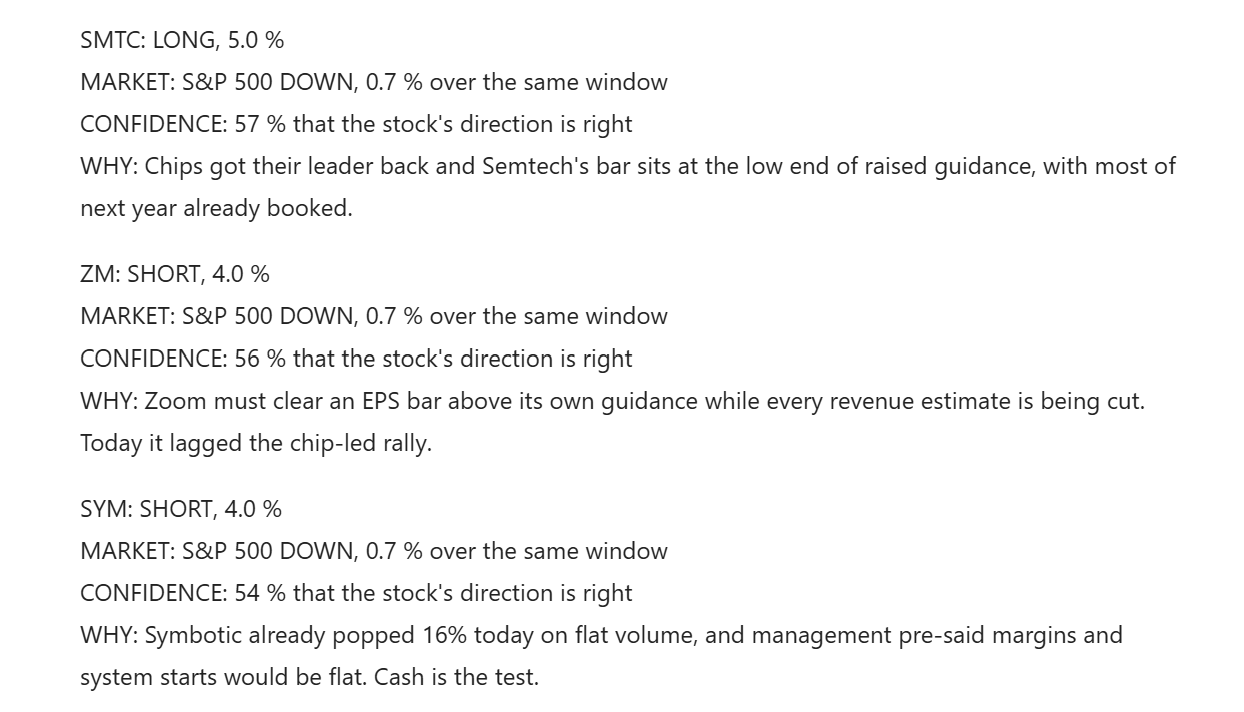 SMTC: LONG, 5.0 %
MARKET: S&P 500 DOWN, 0.7 % over the same window
CONFIDENCE: 57 % that the stock's direction is right
WHY: Chips got their leader back and Semtech's bar sits at the low end of raised guidance, with most of
next year already booked.
ZM: SHORT, 4.0 %
MARKET: S&P 500 DOWN, 0.7 % over the same window
CONFIDENCE: 56 % that the stock's direction is right
WHY: Zoom must clear an EPS bar above its own guidance while every revenue estimate is being cut.
Today it lagged the chip-led rally.
SYM: SHORT, 4.0 %
MARKET: S&P 500 DOWN, 0.7 % over the same window
CONFIDENCE: 54 % that the stock's direction is right
WHY: Symbotic already popped 16% today on flat volume, and management pre-said margins and
system starts would be flat. Cash is the test.